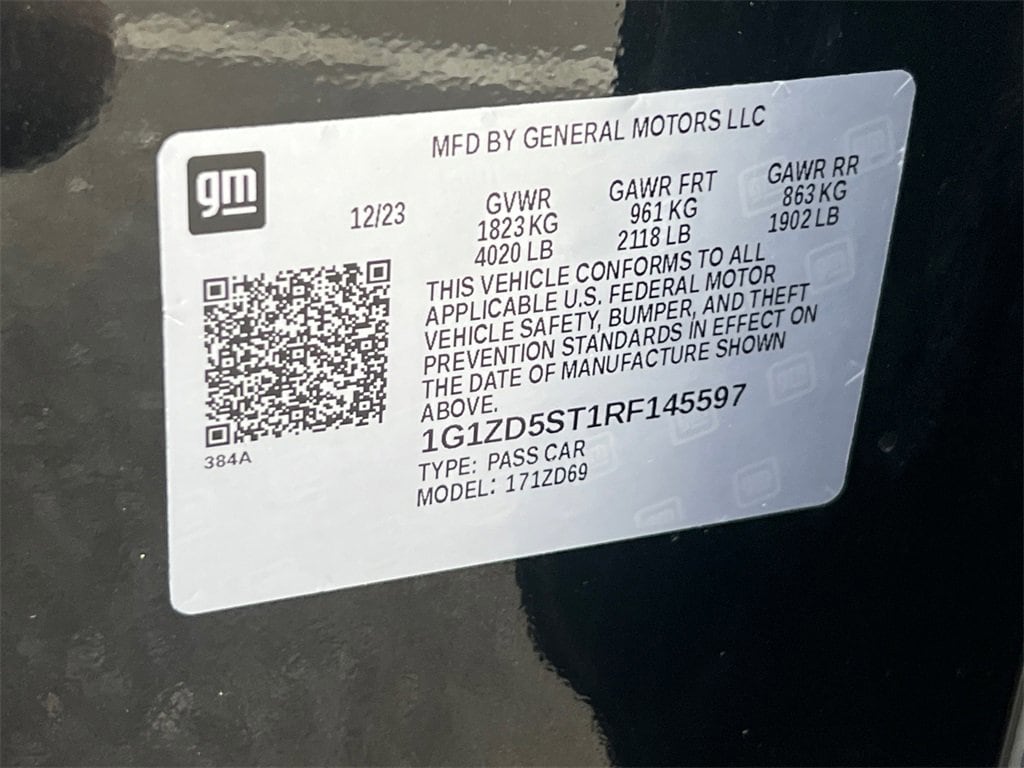 MFD BY GENERAL MOTORS LLC
gm
12/23
GVWR
1823 KG
4020 LB
GAWR FRT
961 KG
2118 LB
GAWR RR
863 KG
1902 LB
THIS VEHICLE CONFORMS TO ALL
APPLICABLE U.S. FEDERAL MOTOR
VEHICLE SAFETY, BUMPER, AND THEFT
PREVENTION STANDARDS IN EFFECT ON
THE DATE OF MANUFACTURE SHOWN
ABOVE.
1G1ZD5ST1RF145597
TYPE: PASS CAR
MODEL: 171ZD69
384A